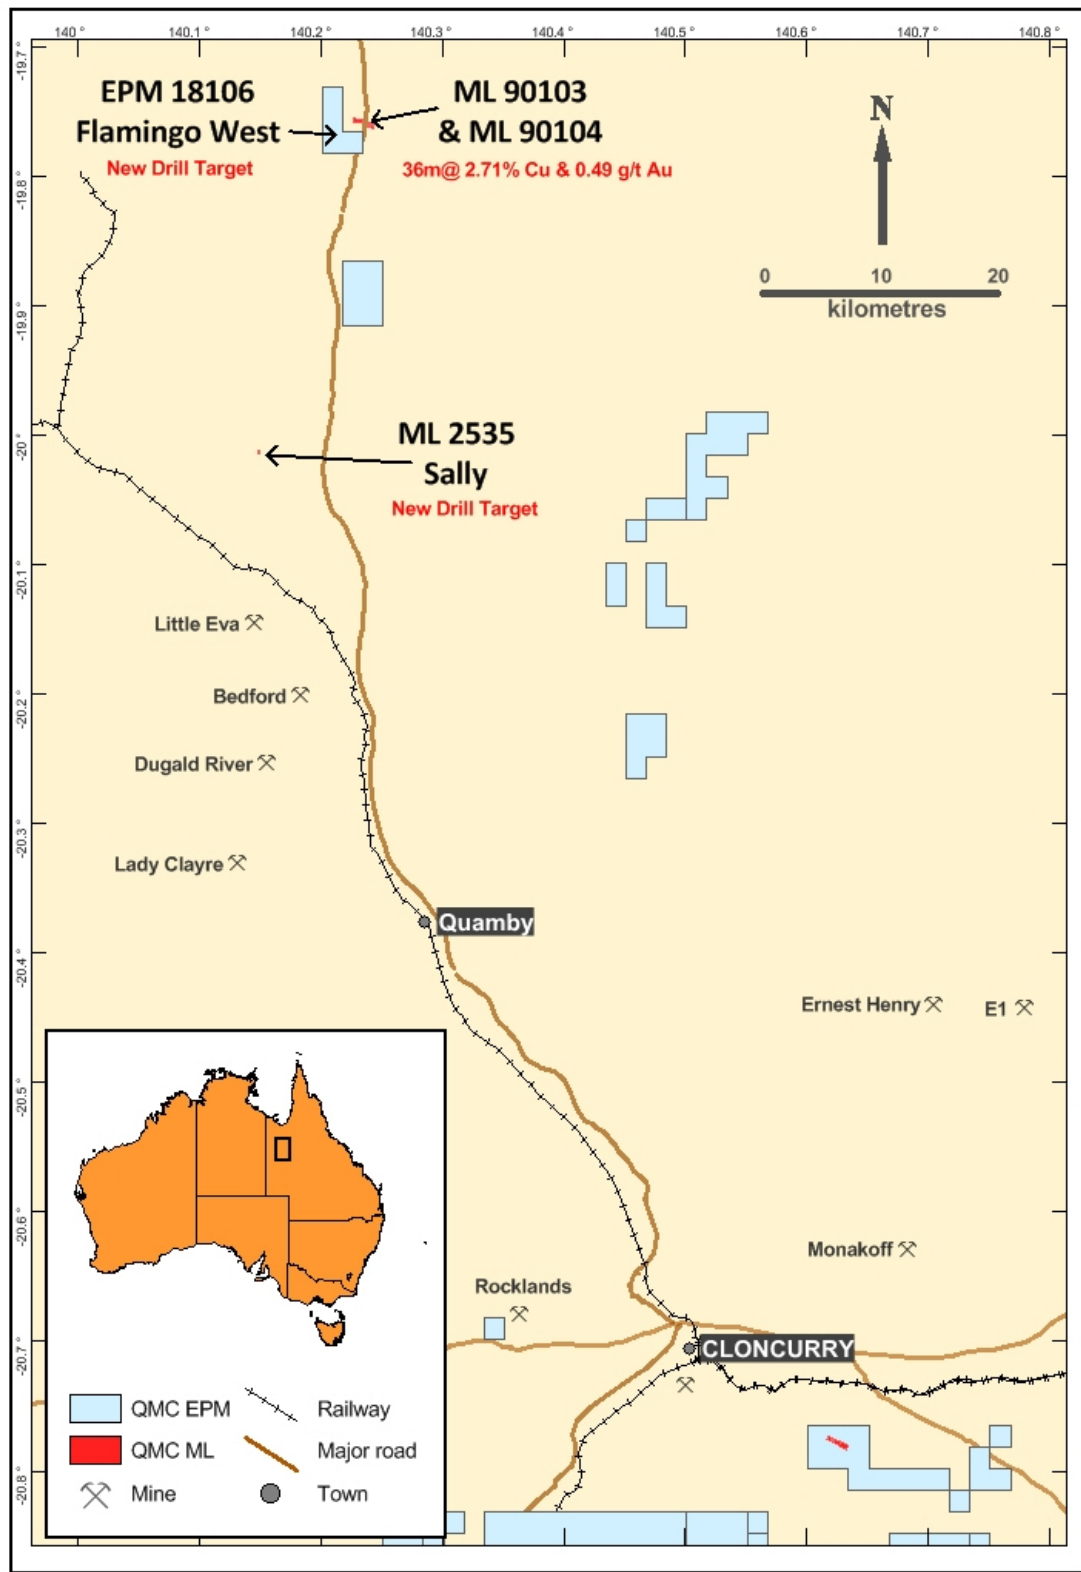 140.°
140.1°
140.2°
140.3°
140.4°
140.5°
140.6°
140.7°
140.8°
-19.7°
-19.8°
-19.9°
-20.°
-20.1°
-20.2°
-20.3°
-20.4°
-20.5°
-20.6°
-20.7°
-20.8°
EPM 18106
Flamingo West
New Drill Target
ML 90103
& ML 90104
36m@ 2.71% Cu & 0.49 g/t Au
N
0 10 20
kilometres
ML 2535
Sally
New Drill Target
Little Eva
Bedford
Dugald River
Lady Clayre
Quamby
Ernest Henry
E1
Monakoff
Rocklands
CLONCURRY
QMC EPM
Railway
QMC ML
Major road
Mine
Town